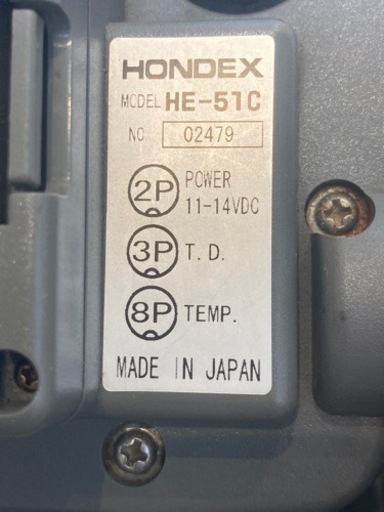 HONDEX
MODEL HE-51C
NO 02479
2P POWER
11-14VDC
3P T.D.
8P TEMP.
MADE IN JAPAN